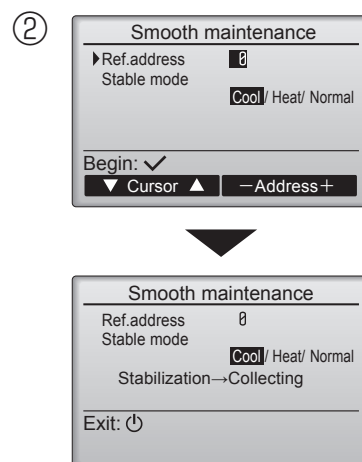 ②
Smooth maintenance
▶Ref.address 0
Stable mode
Cool / Heat/ Normal
Begin: ✓
▼ Cursor ▲ －Address＋
Smooth maintenance
Ref.address 0
Stable mode
Cool / Heat/ Normal
Stabilization→Collecting
Exit: ⏻